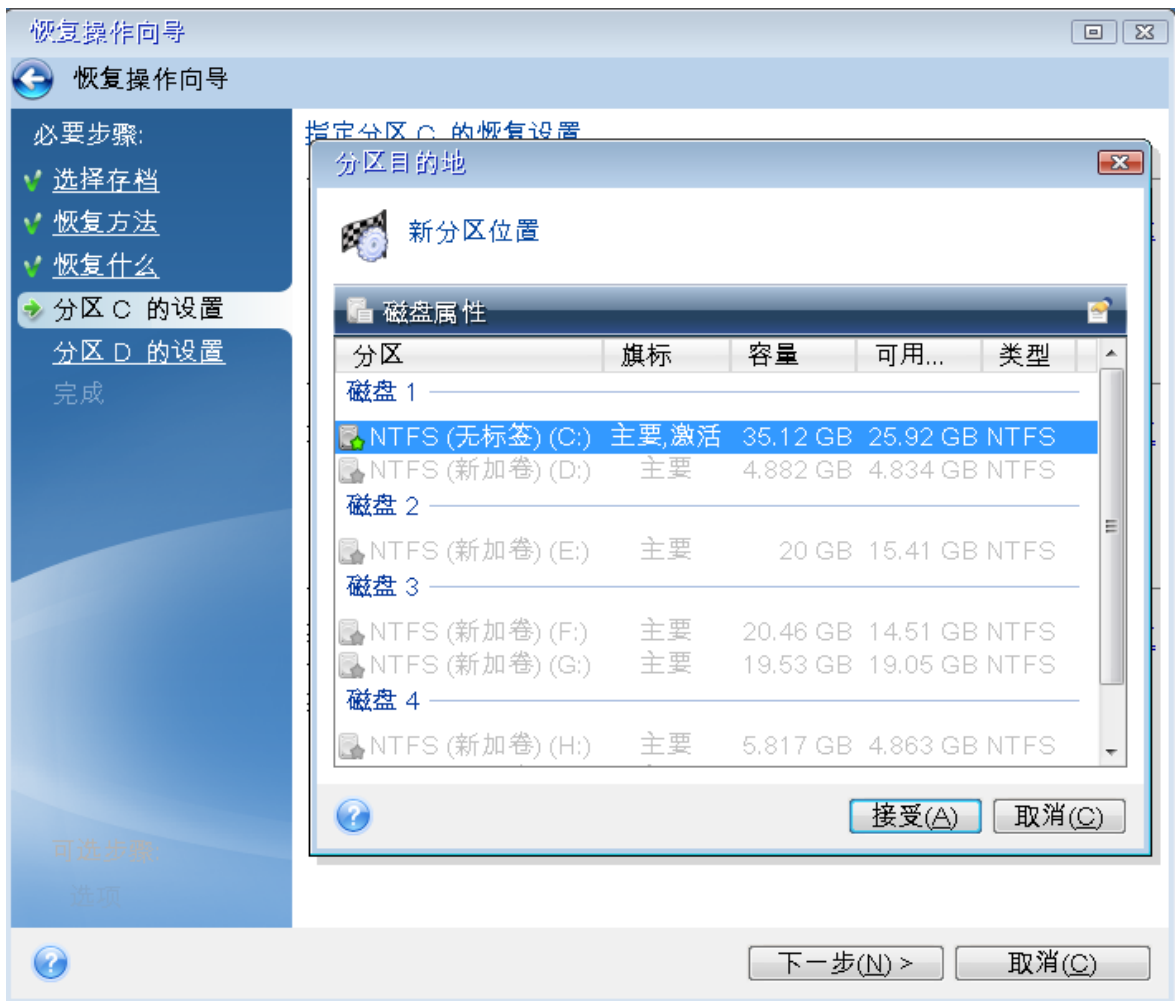 恢复操作向导
恢复操作向导
必要步骤:
选择存档
恢复方法
恢复什么
分区 C 的设置
分区 D 的设置
完成
可选步骤:
选项
指定分区 C 的恢复设置
分区目的地
新分区位置
磁盘属性
分区 旗标 容量 可用... 类型
磁盘 1
NTFS (无标签) (C:) 主要,激活 35.12 GB 25.92 GB NTFS
NTFS (新加卷) (D:) 主要 4.882 GB 4.834 GB NTFS
磁盘 2
NTFS (新加卷) (E:) 主要 20 GB 15.41 GB NTFS
磁盘 3
NTFS (新加卷) (F:) 主要 20.46 GB 14.51 GB NTFS
NTFS (新加卷) (G:) 主要 19.53 GB 19.05 GB NTFS
磁盘 4
NTFS (新加卷) (H:) 主要 5.817 GB 4.863 GB NTFS
接受(A) 取消(C)
下一步(N) > 取消(C)